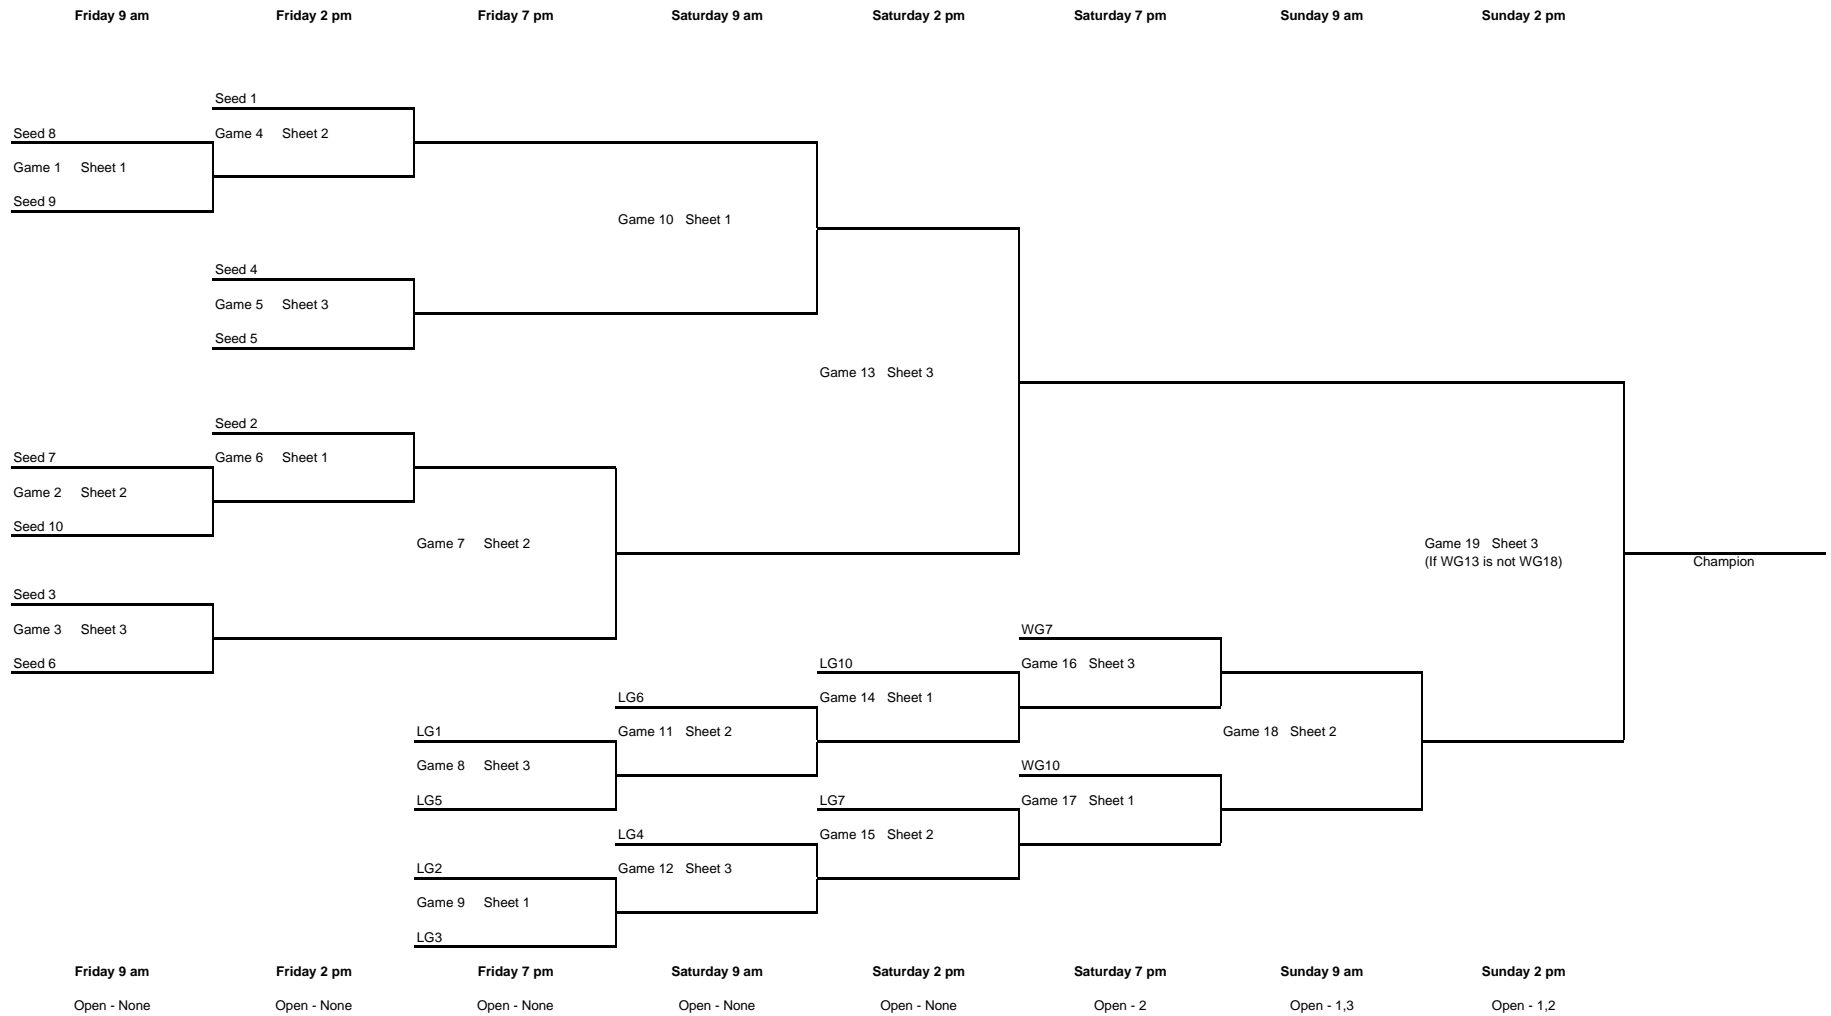 Friday 9 am Friday 2 pm Friday 7 pm Saturday 9 am Saturday 2 pm Saturday 7 pm Sunday 9 am Sunday 2 pm
Seed 1
Seed 8 Game 4 Sheet 2
Game 1 Sheet 1
Seed 9
Game 10 Sheet 1
Seed 4
Game 5 Sheet 3
Seed 5
Game 13 Sheet 3
Seed 2
Seed 7 Game 6 Sheet 1
Game 2 Sheet 2
Seed 10
Game 7 Sheet 2 Game 19 Sheet 3
(If WG13 is not WG18) Champion
Seed 3
Game 3 Sheet 3 WG7
Seed 6 LG10 Game 16 Sheet 3
LG6 Game 14 Sheet 1
LG1 Game 11 Sheet 2 Game 18 Sheet 2
Game 8 Sheet 3 WG10
LG5 LG7 Game 17 Sheet 1
LG4 Game 15 Sheet 2
LG2 Game 12 Sheet 3
Game 9 Sheet 1
LG3
Friday 9 am Friday 2 pm Friday 7 pm Saturday 9 am Saturday 2 pm Saturday 7 pm Sunday 9 am Sunday 2 pm
Open - None Open - None Open - None Open - None Open - None Open - 2 Open - 1,3 Open - 1,2